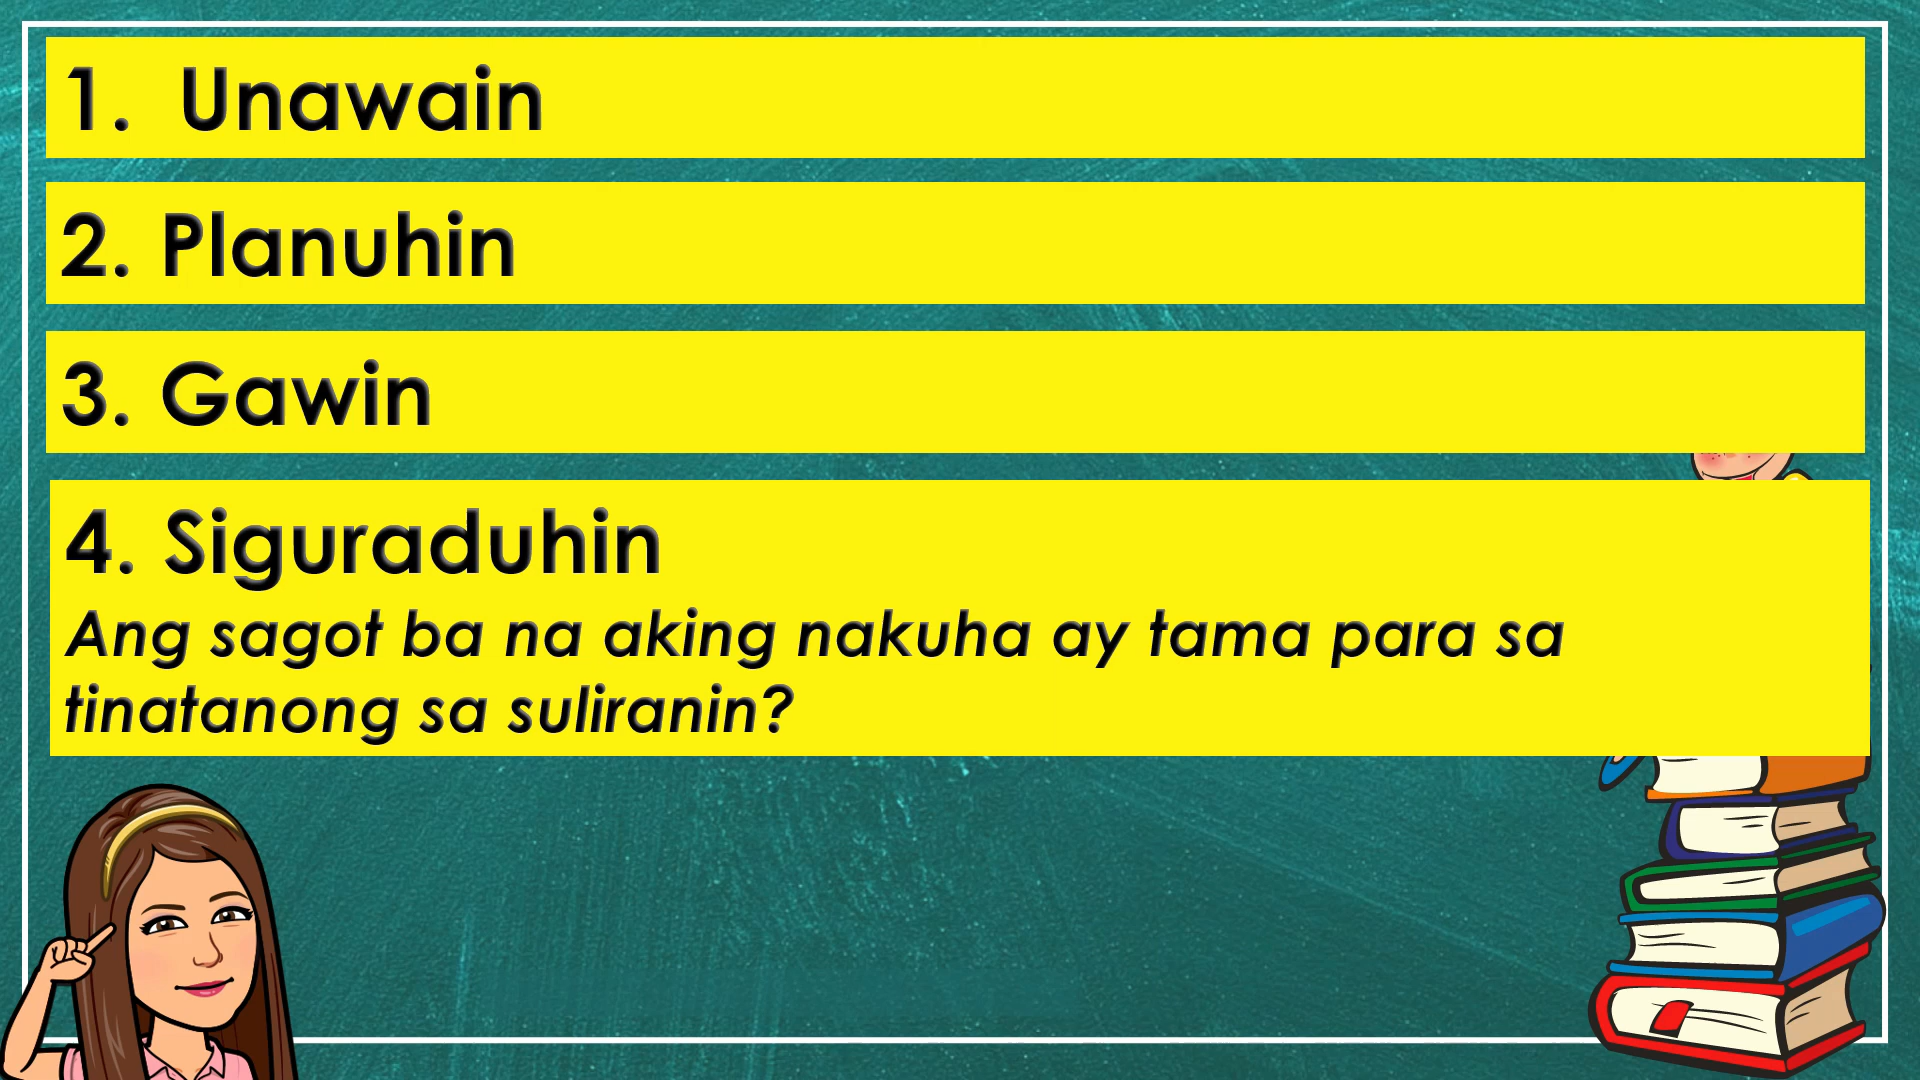 1. Unawain
2. Planuhin
3. Gawin
4. Siguraduhin
Ang sagot ba na aking nakuha ay tama para sa
tinatanong sa suliranin?